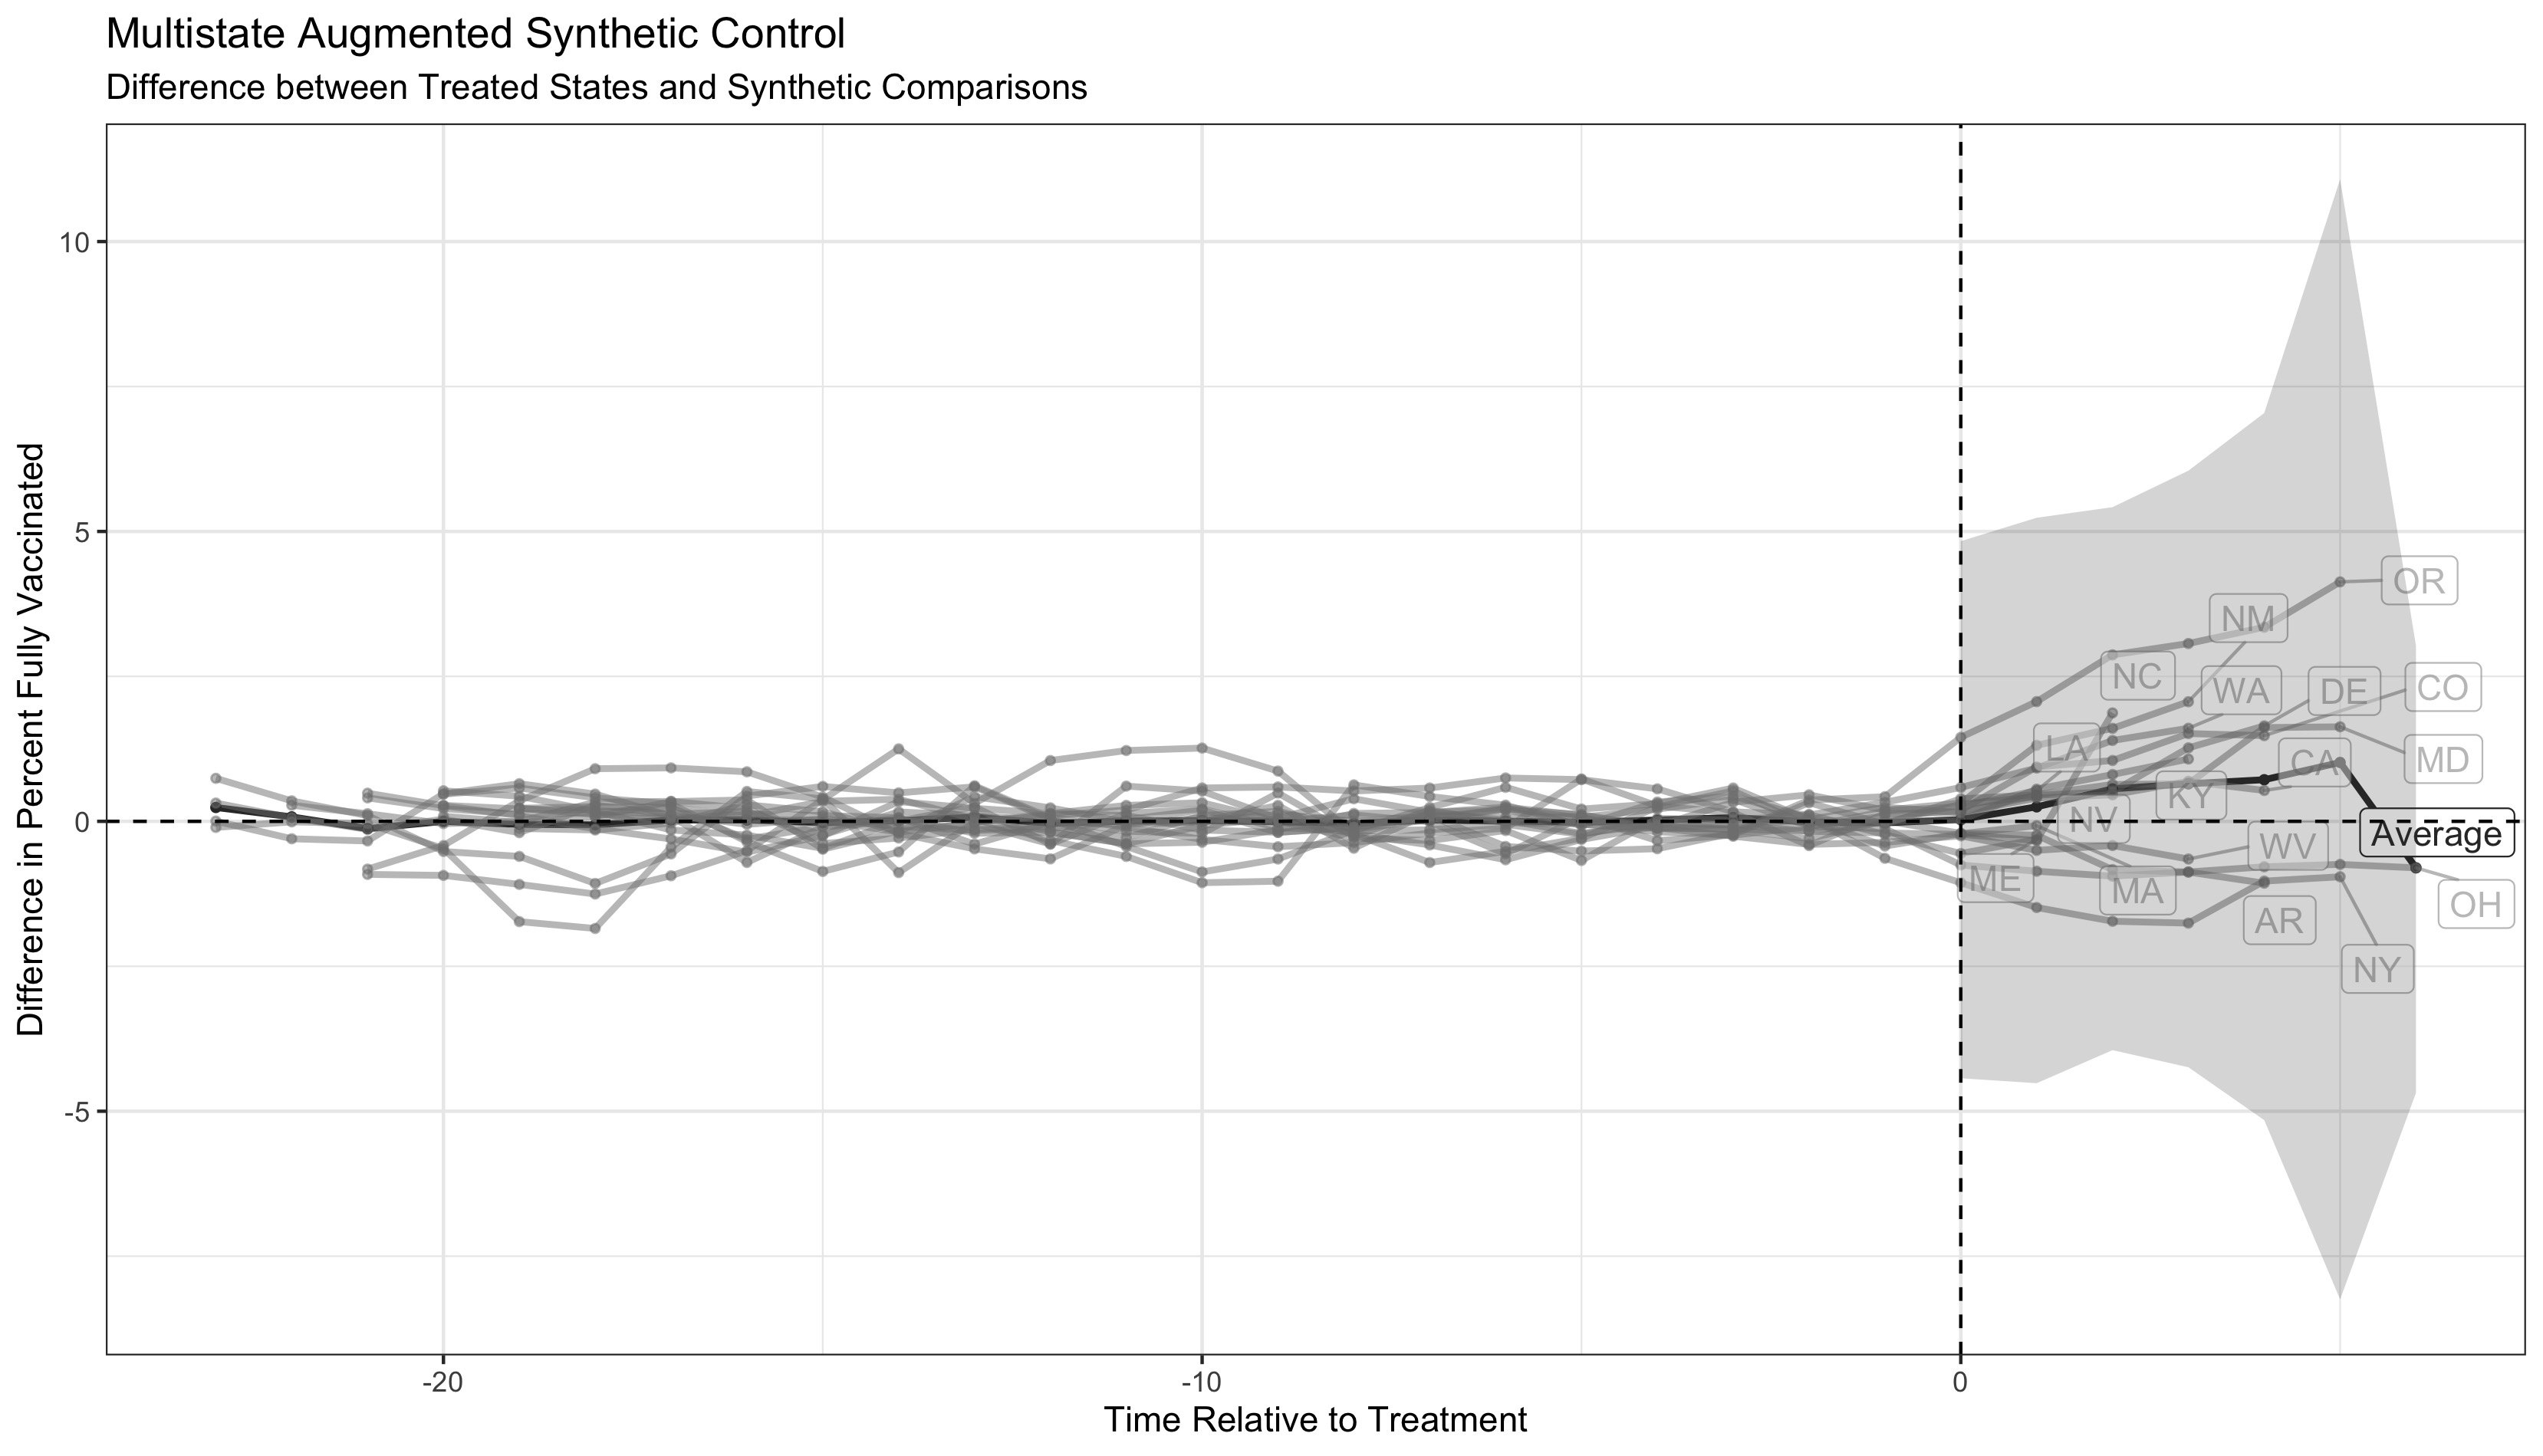 Multistate Augmented Synthetic Control
Difference between Treated States and Synthetic Comparisons
Difference in Percent Fully Vaccinated
10
5
0
-5
OR
NM
NC
WA
DE
CO
LA
CA
MD
KY
NV
Average
WV
ME
MA
OH
AR
NY
-20
-10
0
Time Relative to Treatment